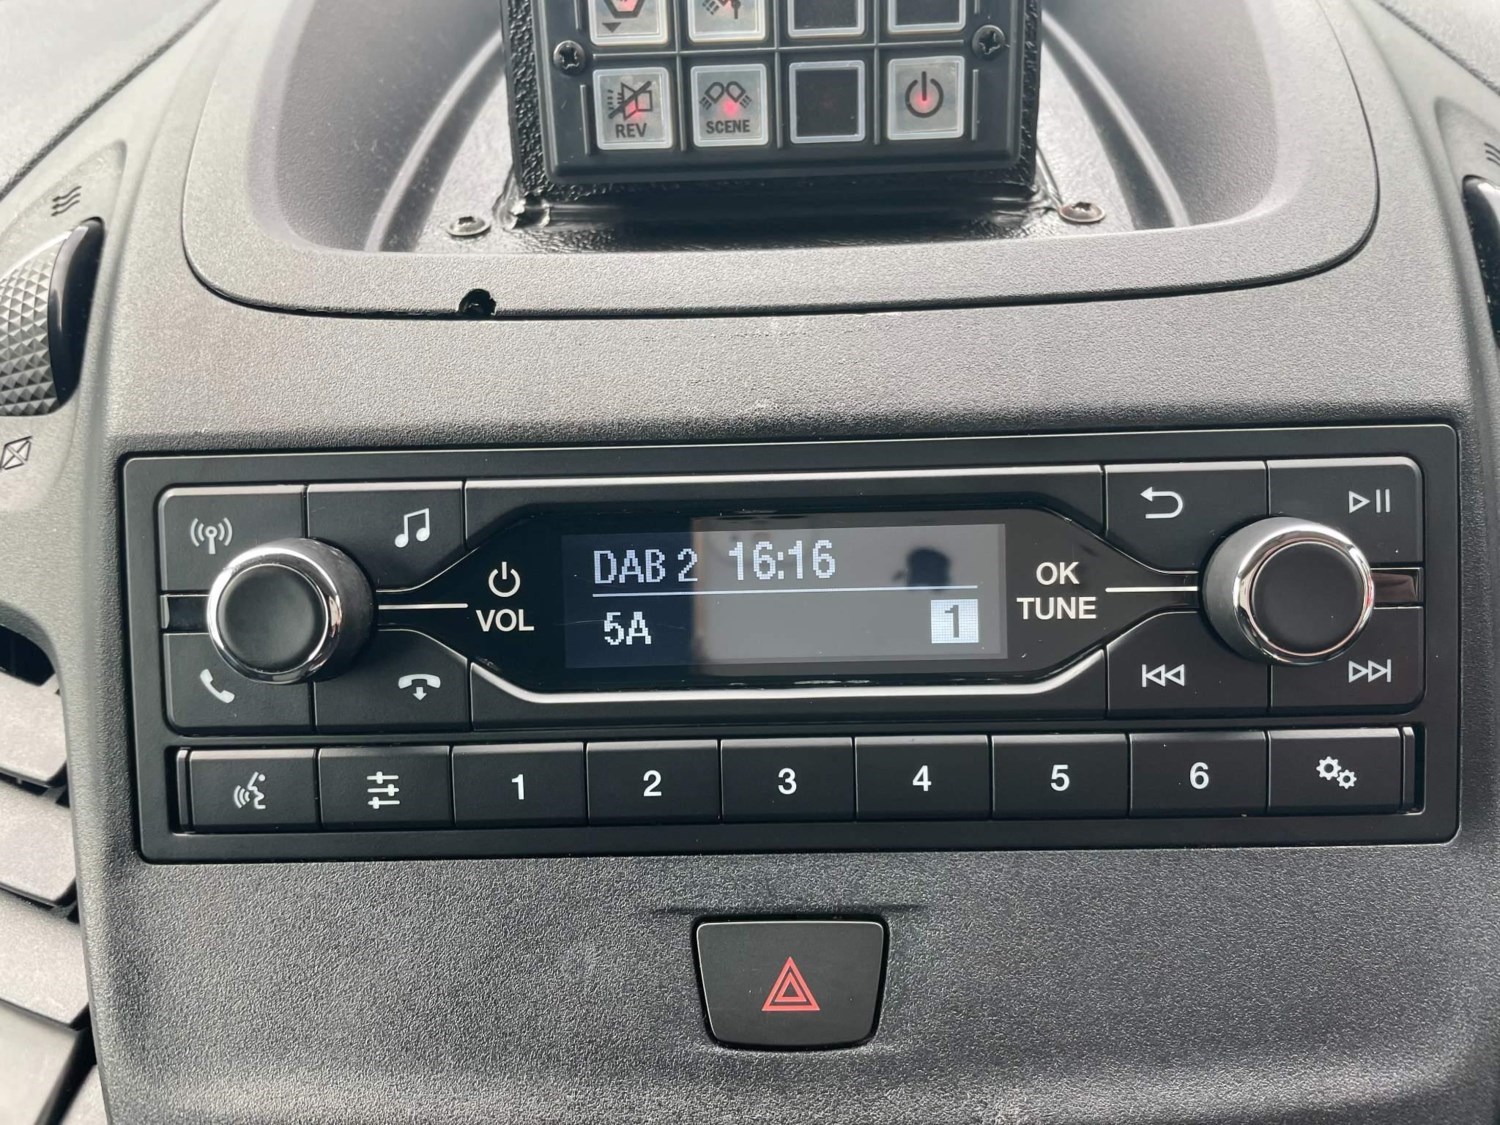 REV
SCENE
DAB 2 16:16
5A 1
VOL
OK
TUNE
1 2 3 4 5 6